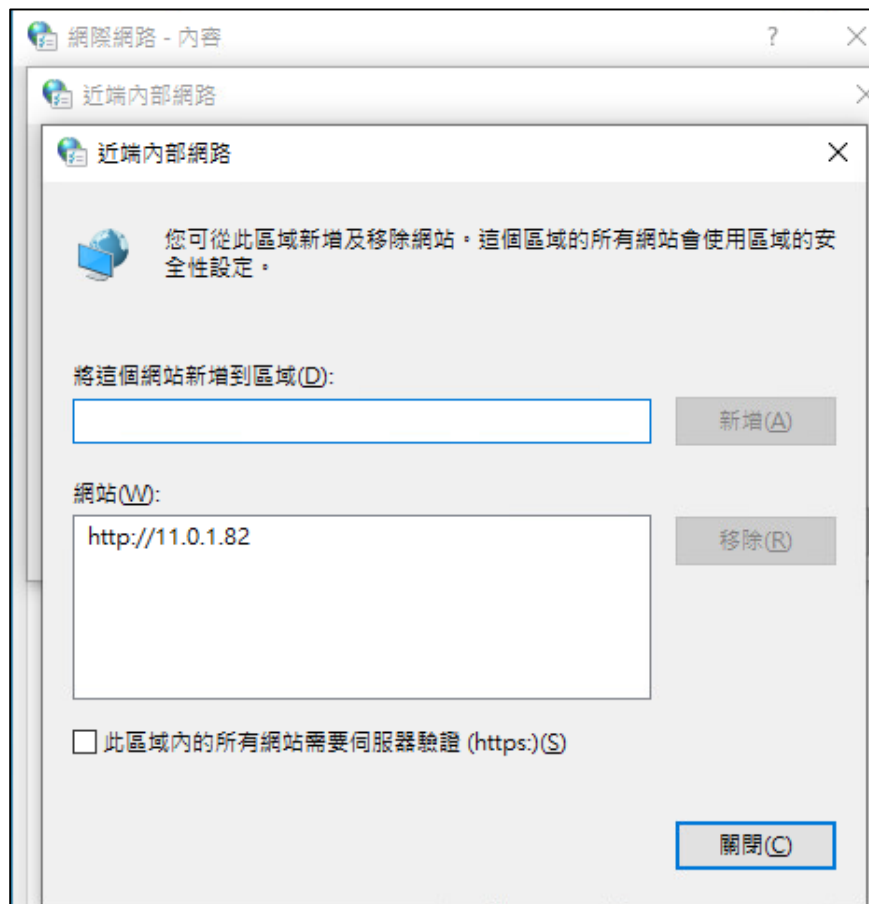 網際網路 - 內容
?
近端內部網路
近端內部網路
您可從此區域新增及移除網站。這個區域的所有網站會使用區域的安
全性設定。
將這個網站新增到區域(D):
新增(A)
網站(W):
http://11.0.1.82
移除(R)
此區域內的所有網站需要伺服器驗證 (https:)(S)
關閉(C)